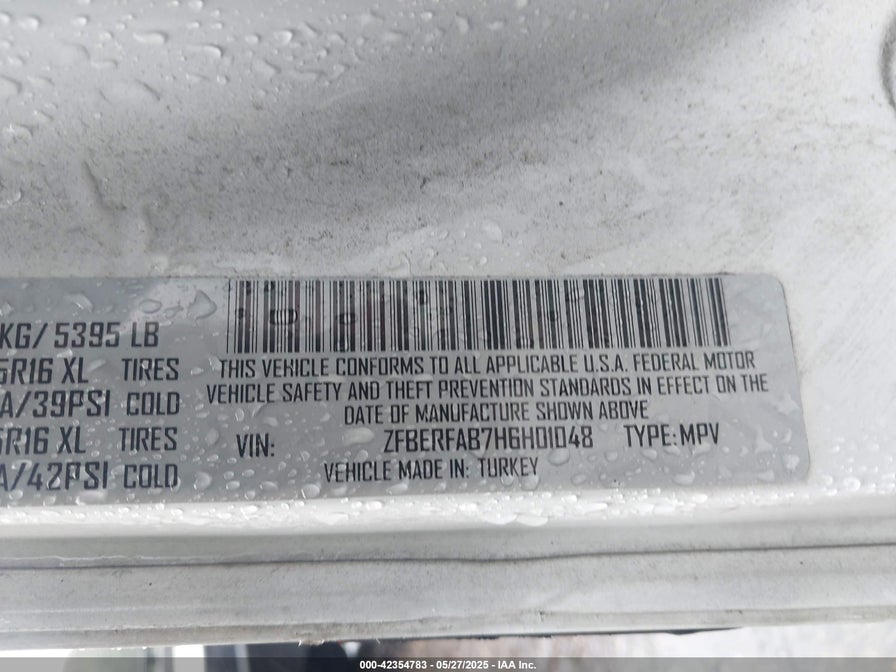 KG/ 5395 LB
5R16 XL TIRES
A/39PSI COLD
5R16 XL TIRES
A/42PSI COLD
THIS VEHICLE CONFORMS TO ALL APPLICABLE U.S.A. FEDERAL MOTOR
VEHICLE SAFETY AND THEFT PREVENTION STANDARDS IN EFFECT ON THE
DATE OF MANUFACTURE SHOWN ABOVE
VIN: ZFBERFAB7H6H01048 TYPE: MPV
VEHICLE MADE IN: TURKEY
000-42354783 - 05/27/2025 - IAA Inc.